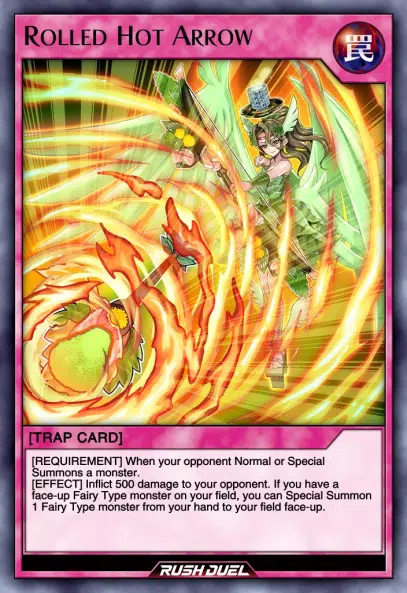 Rolled Hot Arrow
罠
[TRAP CARD]
[REQUIREMENT] When your opponent Normal or Special
Summons a monster.
[EFFECT] Inflict 500 damage to your opponent. If you have a
face-up Fairy Type monster on your field, you can Special Summon
1 Fairy Type monster from your hand to your field face-up.
RUSH DUEL